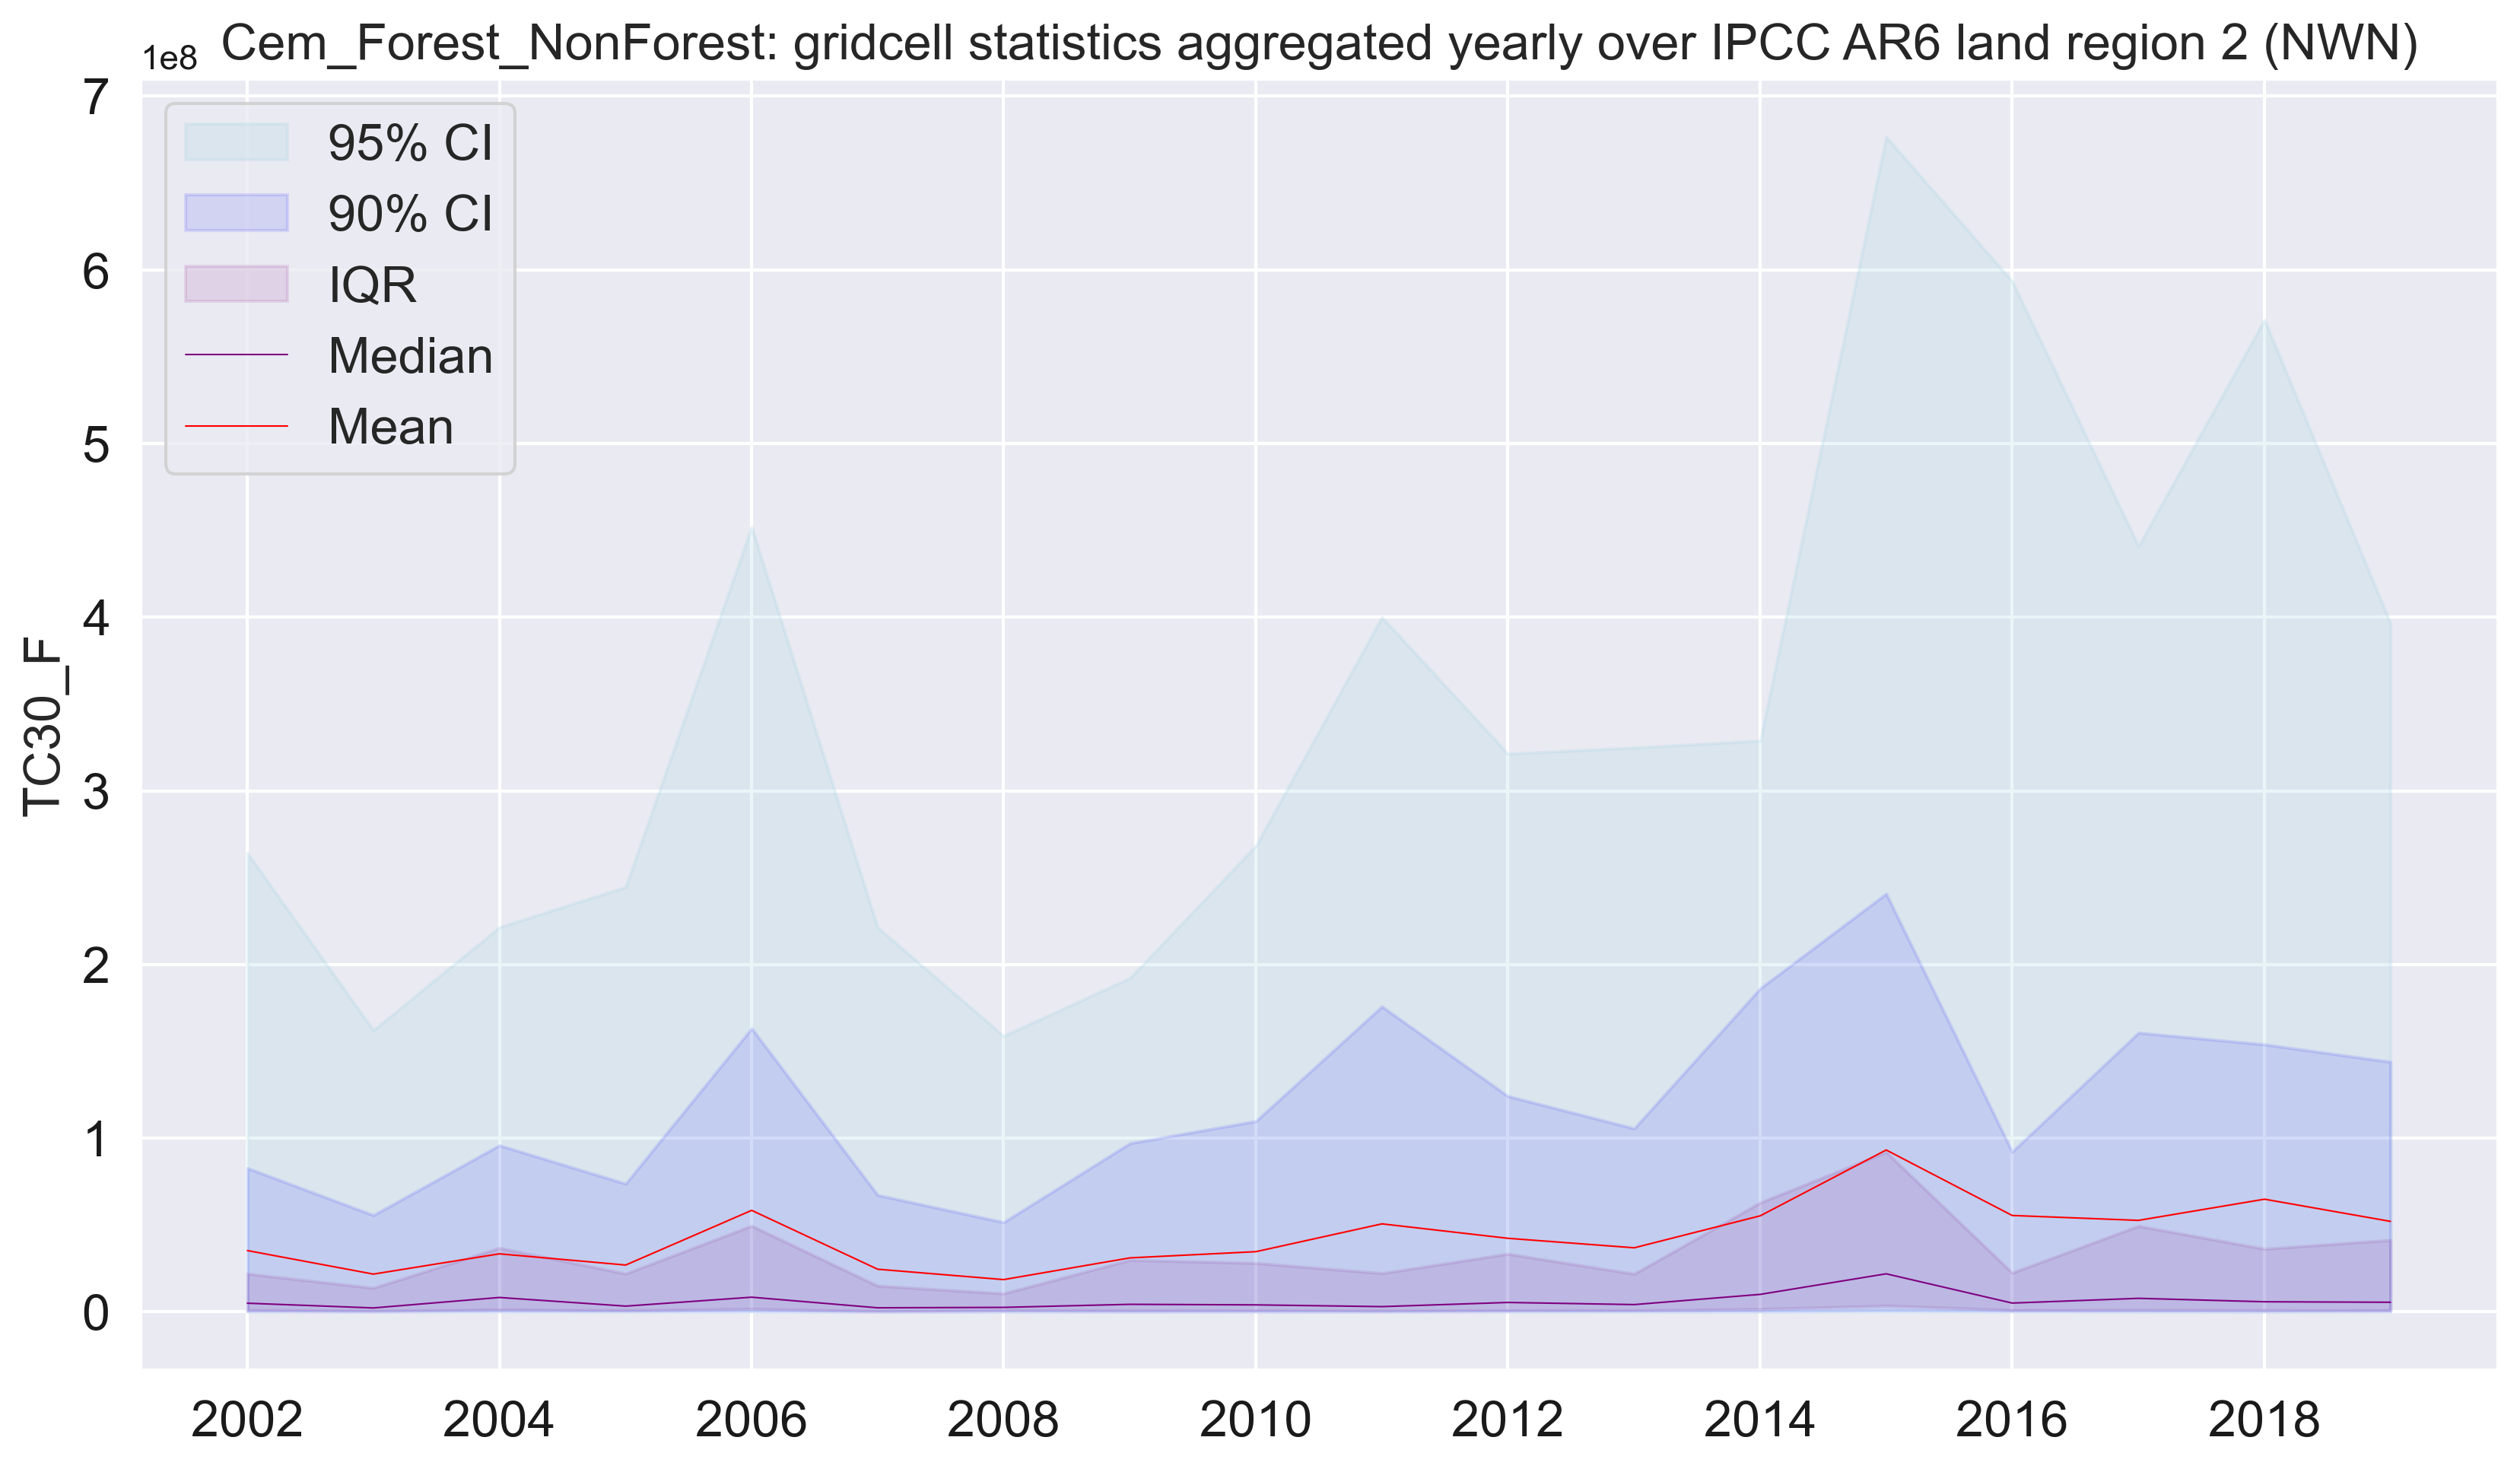 1e8 Cem_Forest_NonForest: gridcell statistics aggregated yearly over IPCC AR6 land region 2 (NWN)
7
6
5
4
3
2
1
0
TC30_F
95% CI
90% CI
IQR
Median
Mean
2002 2004 2006 2008 2010 2012 2014 2016 2018